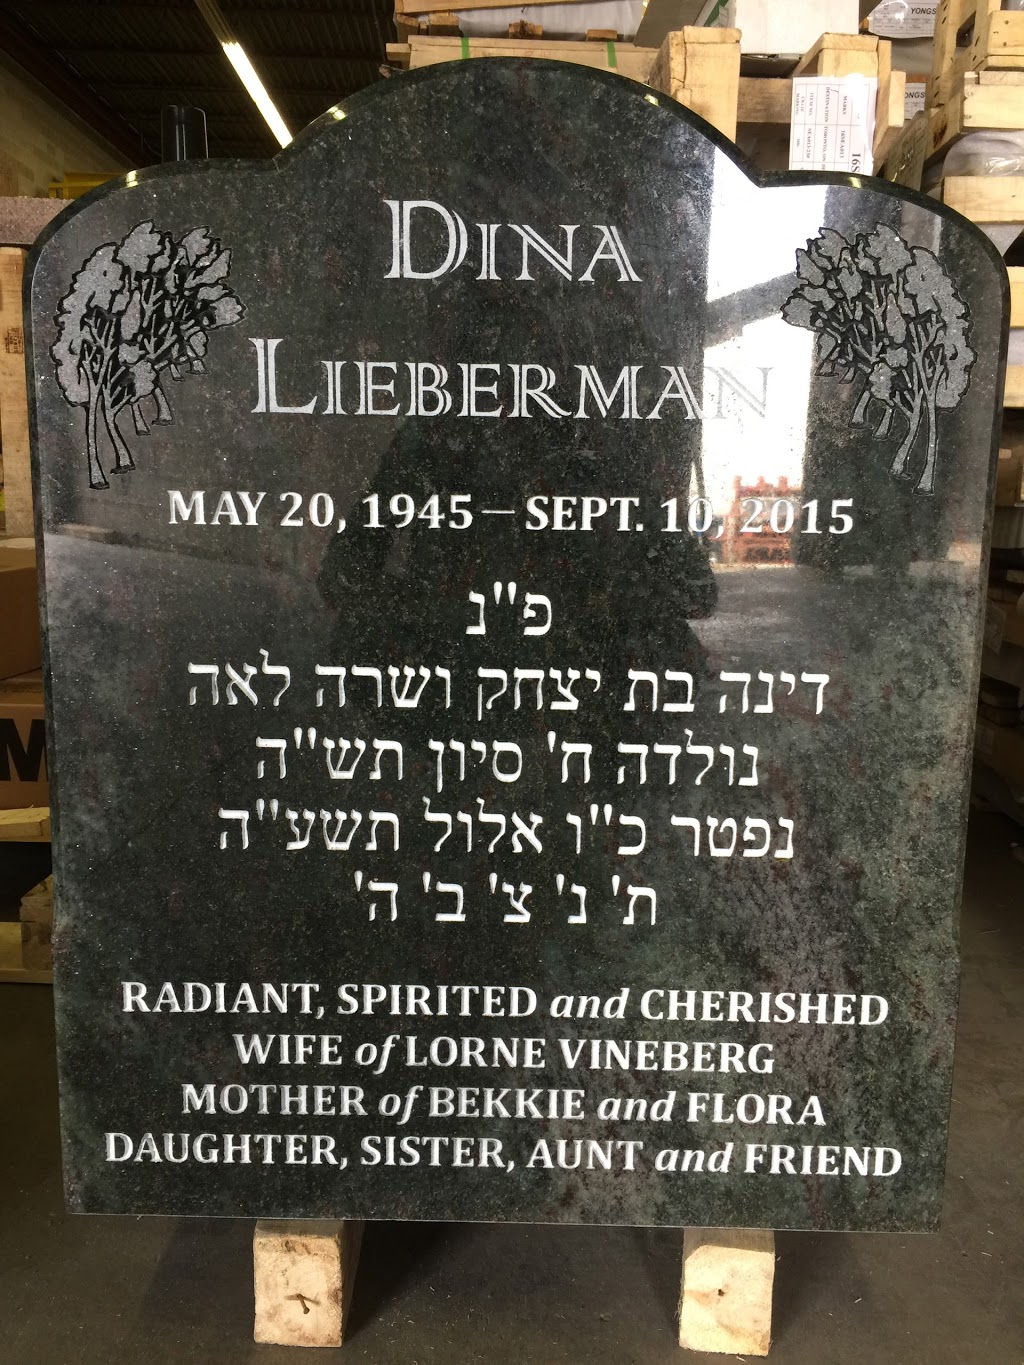 DINA
LIEBERMAN
MAY 20, 1945 – SEPT. 10, 2015
פ"נ
דינה בת יצחק ושרה לאה
נולדה ח' סיון תש"ה
נפטר כ"ו אלול תשע"ה
ת' נ' צ' ב' ה'
RADIANT, SPIRITED and CHERISHED
WIFE of LORNE VINEBERG
MOTHER of BEKKIE and FLORA
DAUGHTER, SISTER, AUNT and FRIEND
YONGS